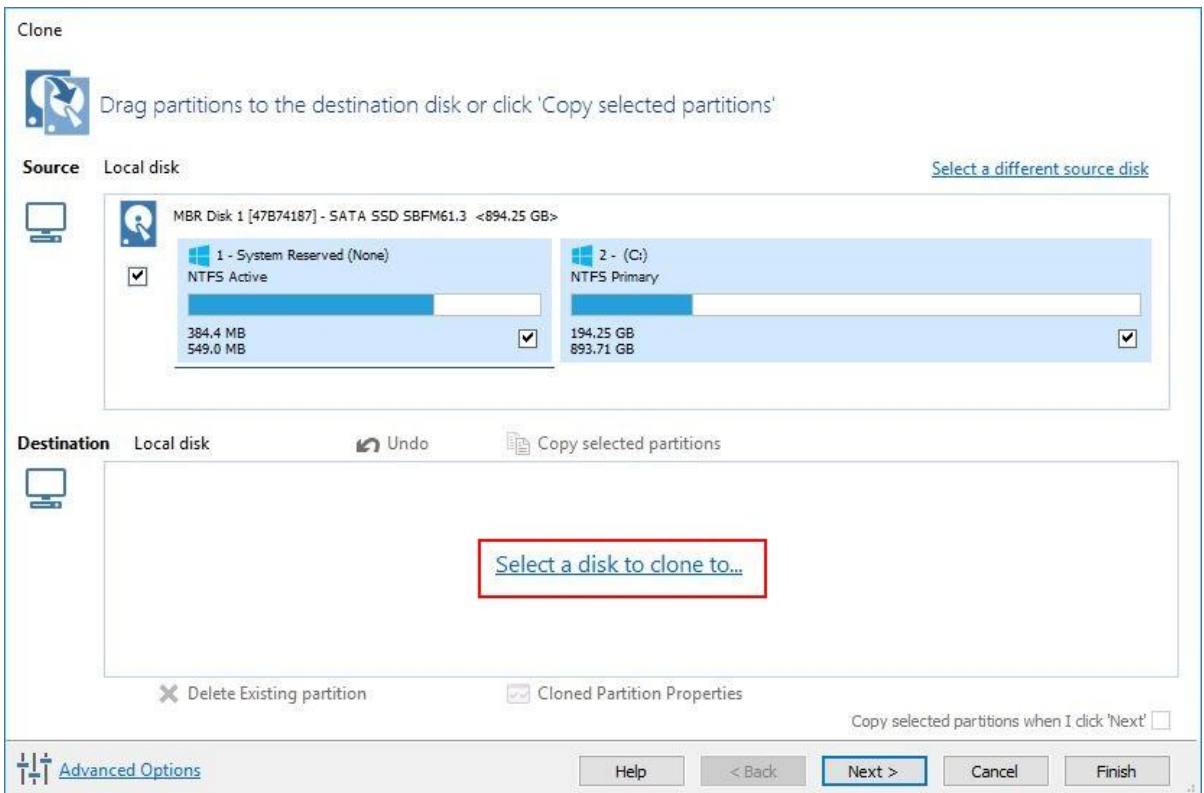 Clone
Drag partitions to the destination disk or click 'Copy selected partitions'
Source Local disk Select a different source disk
MBR Disk 1 [47B74187] - SATA SSD SBFM61.3 <894.25 GB>
1 - System Reserved (None)
NTFS Active
384.4 MB
549.0 MB
2 - (C:)
NTFS Primary
194.25 GB
893.71 GB
Destination Local disk Undo Copy selected partitions
Select a disk to clone to...
Delete Existing partition Cloned Partition Properties
Copy selected partitions when I click 'Next'
Advanced Options Help < Back Next > Cancel Finish